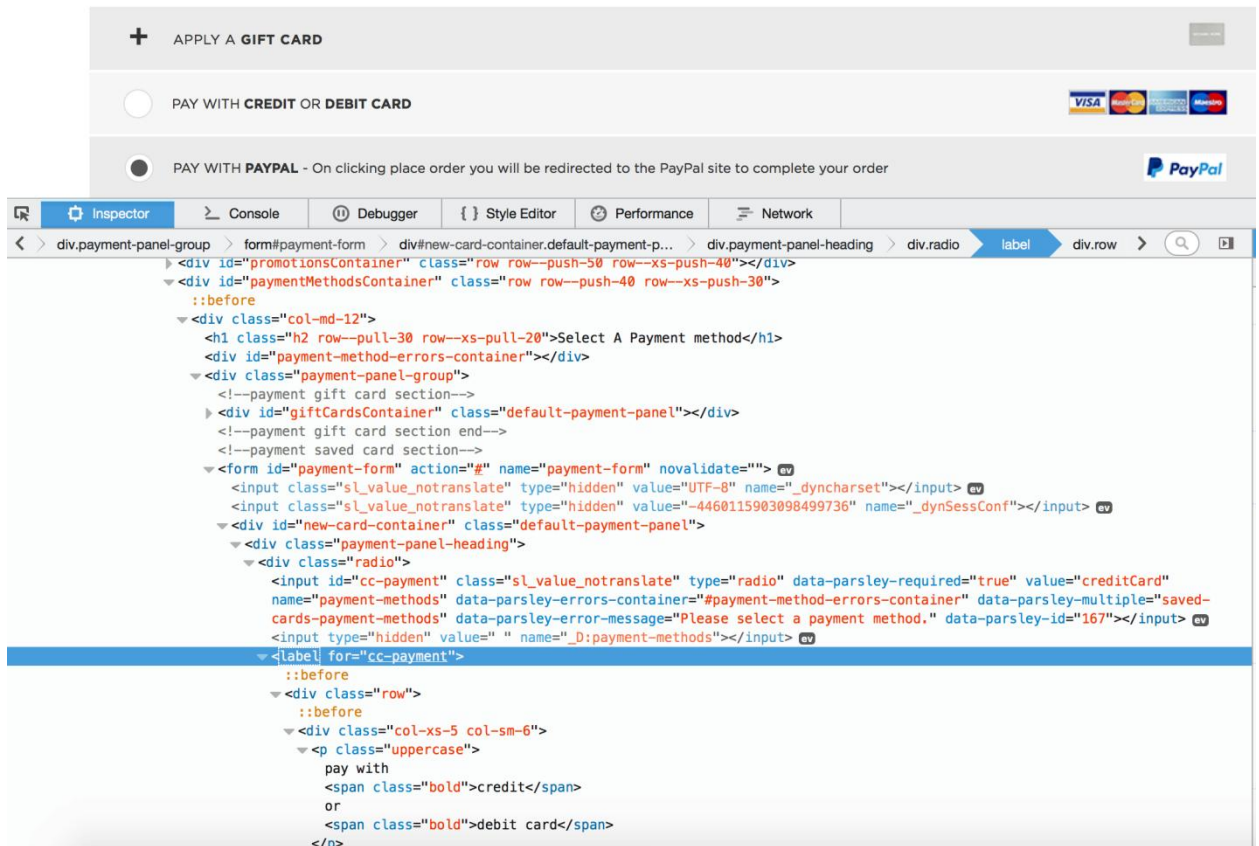 APPLY A GIFT CARD
PAY WITH CREDIT OR DEBIT CARD
VISA MasterCard AMERICAN EXPRESS Maestro
PAY WITH PAYPAL - On clicking place order you will be redirected to the PayPal site to complete your order
PayPal
Inspector Console Debugger { } Style Editor Performance Network
div.payment-panel-group form#payment-form div#new-card-container.default-payment-p... div.payment-panel-heading div.radio label div.row
<div id="promotionsContainer" class="row row--push-50 row--xs-push-40"></div>
<div id="paymentMethodsContainer" class="row row--push-40 row--xs-push-30">
::before
<div class="col-md-12">
<h1 class="h2 row--pull-30 row--xs-pull-20">Select A Payment method</h1>
<div id="payment-method-errors-container"></div>
<div class="payment-panel-group">
<!--payment gift card section-->
<div id="giftCardsContainer" class="default-payment-panel"></div>
<!--payment gift card section end-->
<!--payment saved card section-->
<form id="payment-form" action="#" name="payment-form" novalidate=""> ev
<input class="sl_value_notranslate" type="hidden" value="UTF-8" name="_dyncharset"></input> ev
<input class="sl_value_notranslate" type="hidden" value="-4460115903098499736" name="_dynSessConf"></input> ev
<div id="new-card-container" class="default-payment-panel">
<div class="payment-panel-heading">
<div class="radio">
<input id="cc-payment" class="sl_value_notranslate" type="radio" data-parsley-required="true" value="creditCard"
name="payment-methods" data-parsley-errors-container="#payment-method-errors-container" data-parsley-multiple="saved-
cards-payment-methods" data-parsley-error-message="Please select a payment method." data-parsley-id="167"></input> ev
<input type="hidden" value=" " name="_D:payment-methods"></input> ev
<label for="cc-payment">
::before
<div class="row">
::before
<div class="col-xs-5 col-sm-6">
<p class="uppercase">
pay with
<span class="bold">credit</span>
or
<span class="bold">debit card</span>
</p>